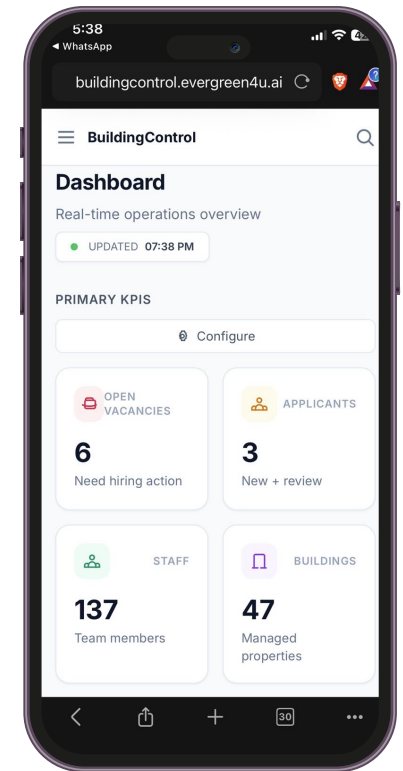 5:38
WhatsApp
buildingcontrol.evergreen4u.ai
?
BuildingControl
Dashboard
Real-time operations overview
UPDATED 07:38 PM
PRIMARY KPIS
Configure
OPEN
VACANCIES
6
Need hiring action
APPLICANTS
3
New + review
STAFF
137
Team members
BUILDINGS
47
Managed
properties
30